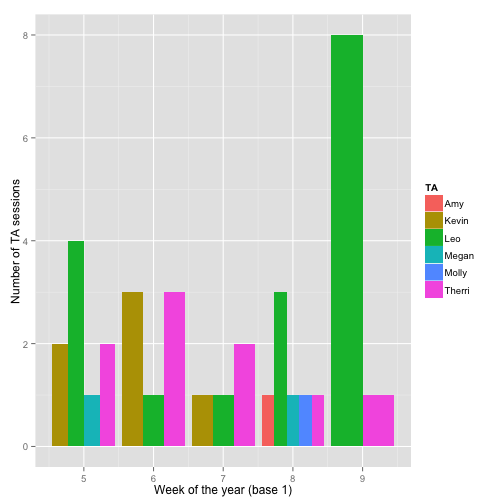 8
6
4
2
0
Number of TA sessions
5 6 7 8 9
Week of the year (base 1)
TA
Amy
Kevin
Leo
Megan
Molly
Therri